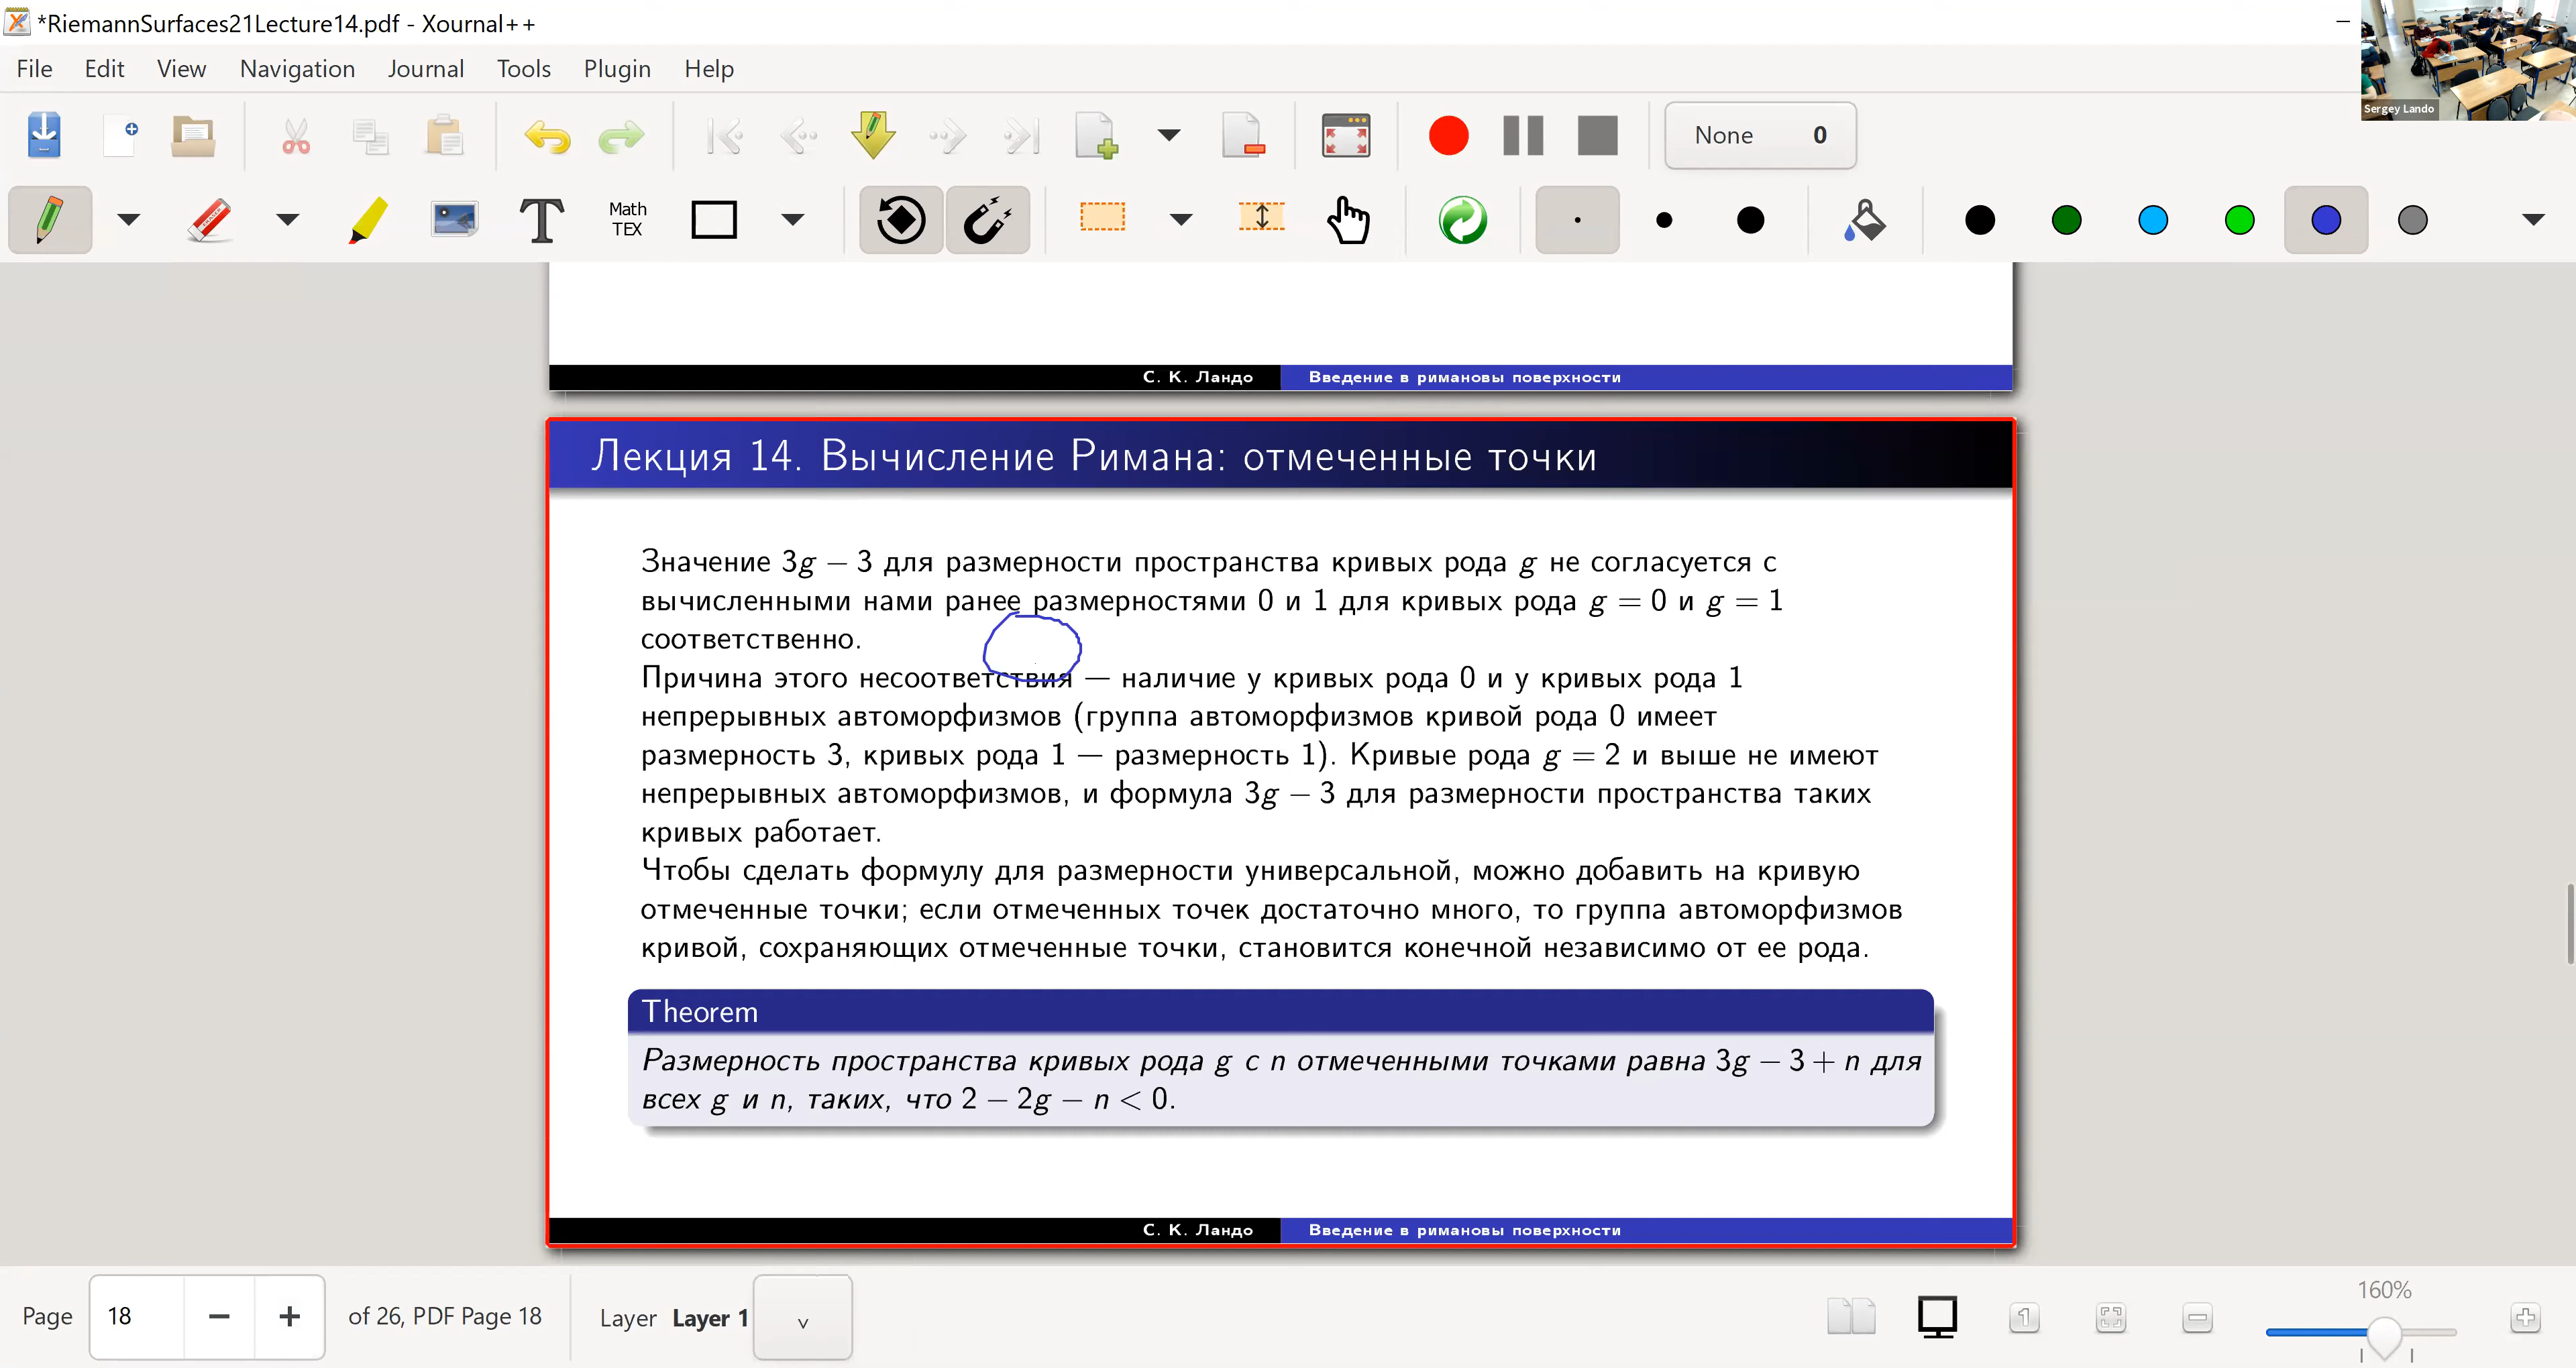 *RiemannSurfaces21Lecture14.pdf - Xournal++
Sergey Lando
File Edit View Navigation Journal Tools Plugin Help
None 0
Math
TEX
С. К. Ландо Введение в римановы поверхности
Лекция 14. Вычисление Римана: отмеченные точки
Значение 3g − 3 для размерности пространства кривых рода g не согласуется с
вычисленными нами ранее размерностями 0 и 1 для кривых рода g = 0 и g = 1
соответственно.
Причина этого несоответствия — наличие у кривых рода 0 и у кривых рода 1
непрерывных автоморфизмов (группа автоморфизмов кривой рода 0 имеет
размерность 3, кривых рода 1 — размерность 1). Кривые рода g = 2 и выше не имеют
непрерывных автоморфизмов, и формула 3g − 3 для размерности пространства таких
кривых работает.
Чтобы сделать формулу для размерности универсальной, можно добавить на кривую
отмеченные точки; если отмеченных точек достаточно много, то группа автоморфизмов
кривой, сохраняющих отмеченные точки, становится конечной независимо от ее рода.
Theorem
Размерность пространства кривых рода g с n отмеченными точками равна 3g − 3 + n для
всех g и n, таких, что 2 − 2g − n < 0.
С. К. Ландо Введение в римановы поверхности
Page 18 − + of 26, PDF Page 18 Layer Layer 1 v 1 160%